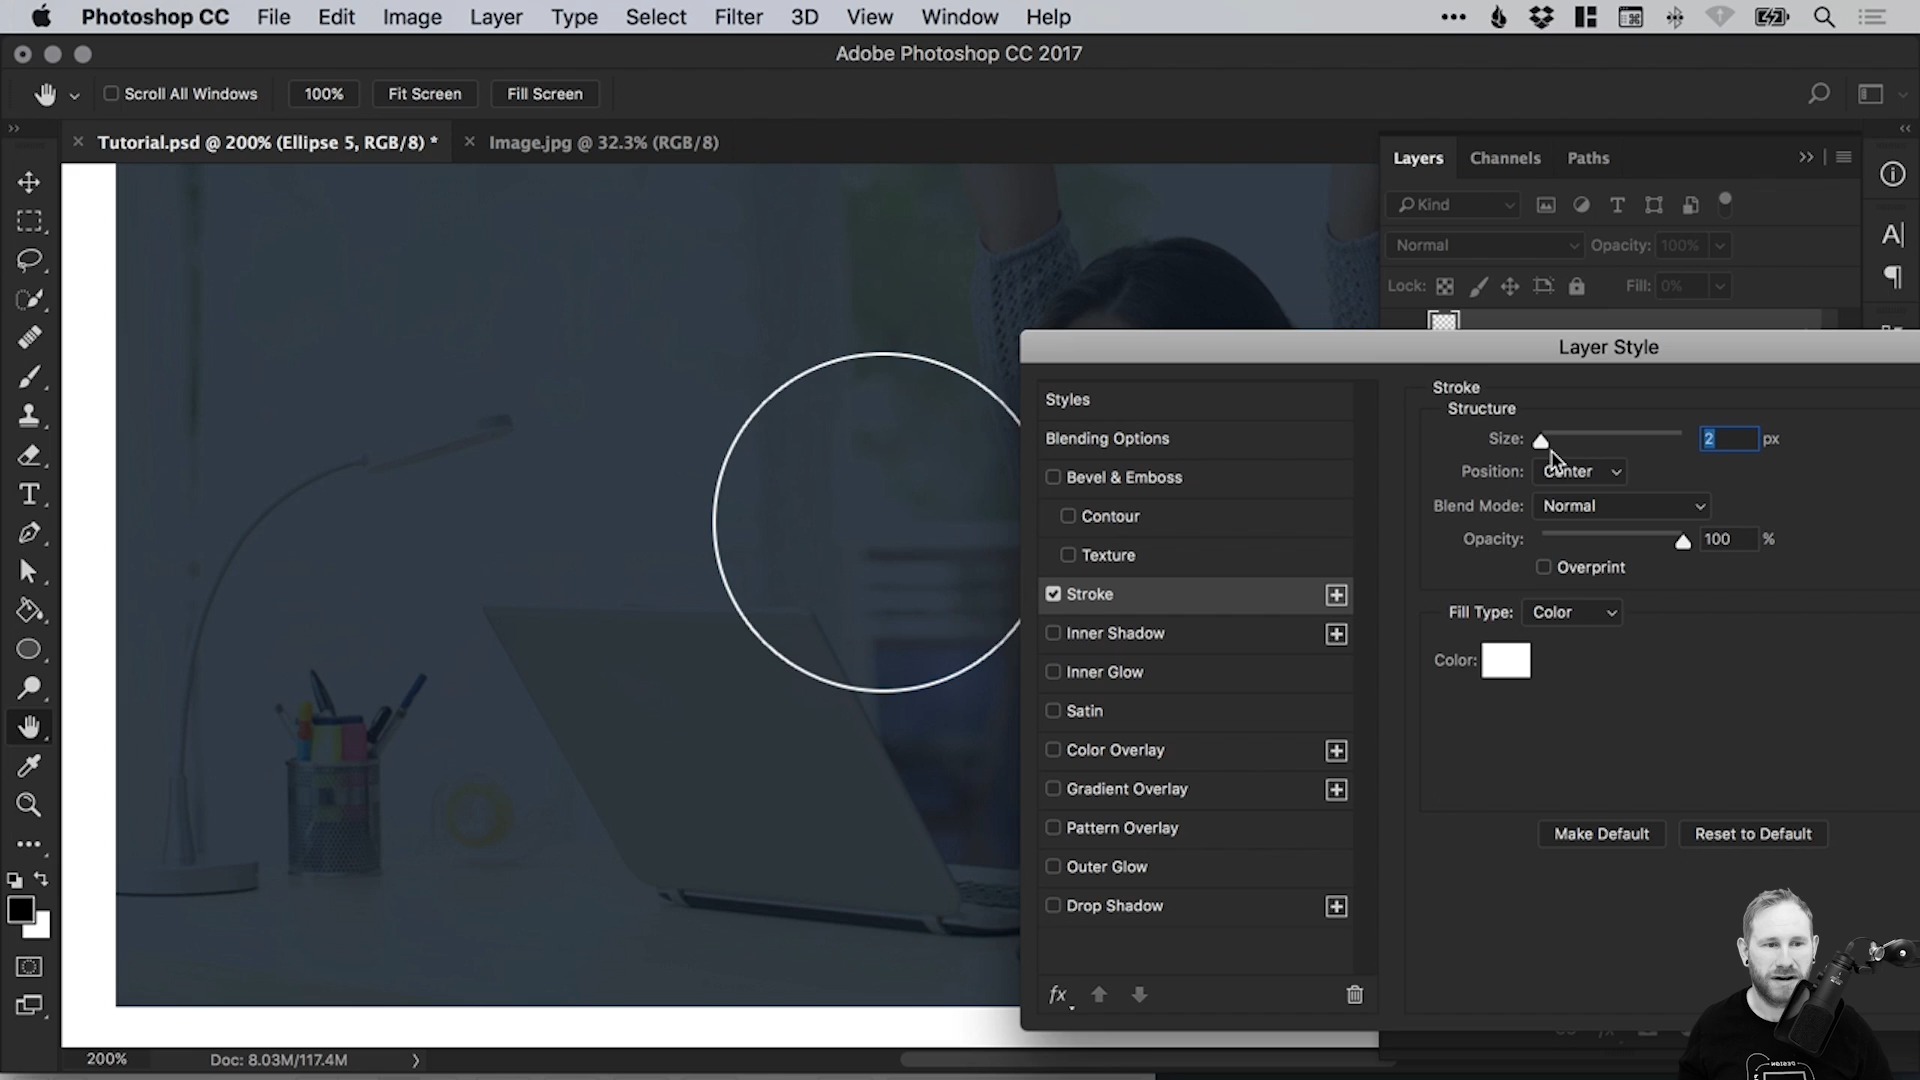 Photoshop CC File Edit Image Layer Type Select Filter 3D View Window Help
Adobe Photoshop CC 2017
Scroll All Windows 100% Fit Screen Fill Screen
Tutorial.psd @ 200% (Ellipse 5, RGB/8) * Image.jpg @ 32.3% (RGB/8)
Layers Channels Paths
Kind
Normal Opacity: 100%
Lock: Fill: 0%
Layer Style
Styles
Blending Options
Bevel & Emboss
Contour
Texture
Stroke
Inner Shadow
Inner Glow
Satin
Color Overlay
Gradient Overlay
Pattern Overlay
Outer Glow
Drop Shadow
fx
Stroke
Structure
Size: 2 px
Position: Center
Blend Mode: Normal
Opacity: 100 %
Overprint
Fill Type: Color
Color:
Make Default Reset to Default
200% Doc: 8.03M/117.4M